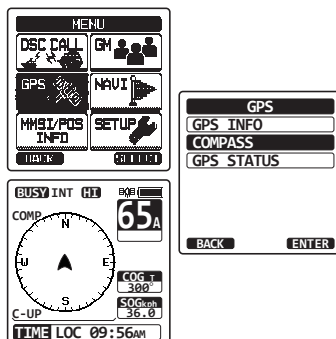 MENU
DSC CALL GM
GPS NAVI
MMSI/POS INFO SETUP
BACK SELECT
GPS
GPS INFO
COMPASS
GPS STATUS
BACK ENTER
BUSY INT HI
COMP
65A
N
W E
S
COG T
300°
SOG kph
36.0
C-UP
TIME LOC 09:56AM